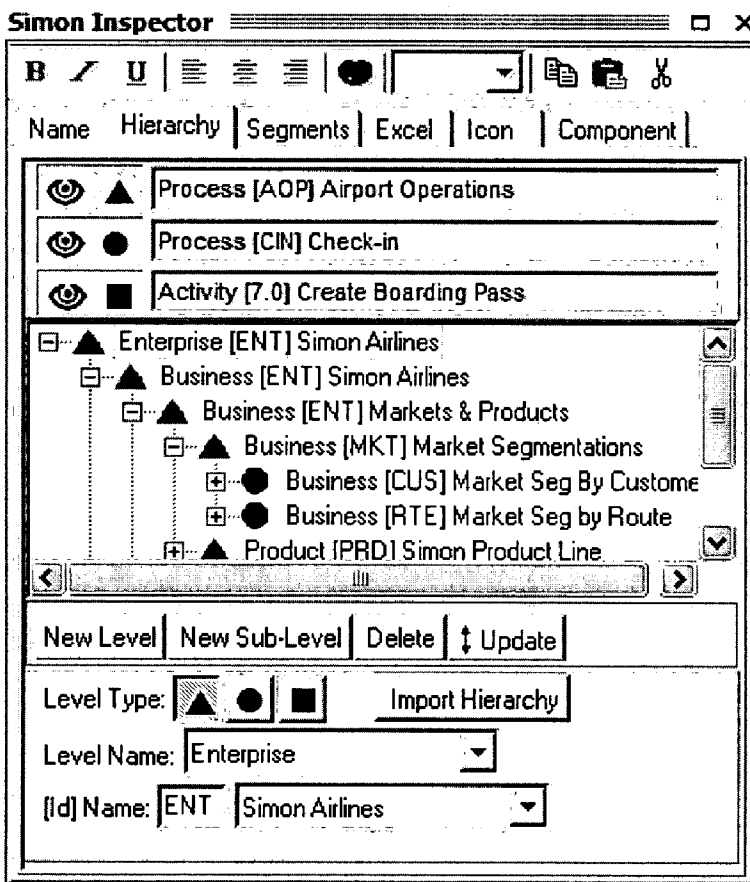 Simon Inspector
B I U
Name Hierarchy Segments Excel Icon Component
Process [AOP] Airport Operations
Process [CIN] Check-in
Activity [7.0] Create Boarding Pass
Enterprise [ENT] Simon Airlines
Business [ENT] Simon Airlines
Business [ENT] Markets & Products
Business [MKT] Market Segmentations
Business [CUS] Market Seg By Custome
Business [RTE] Market Seg by Route
Product [PRD] Simon Product Line
New Level New Sub-Level Delete Update
Level Type: Import Hierarchy
Level Name: Enterprise
[Id] Name: ENT Simon Airlines